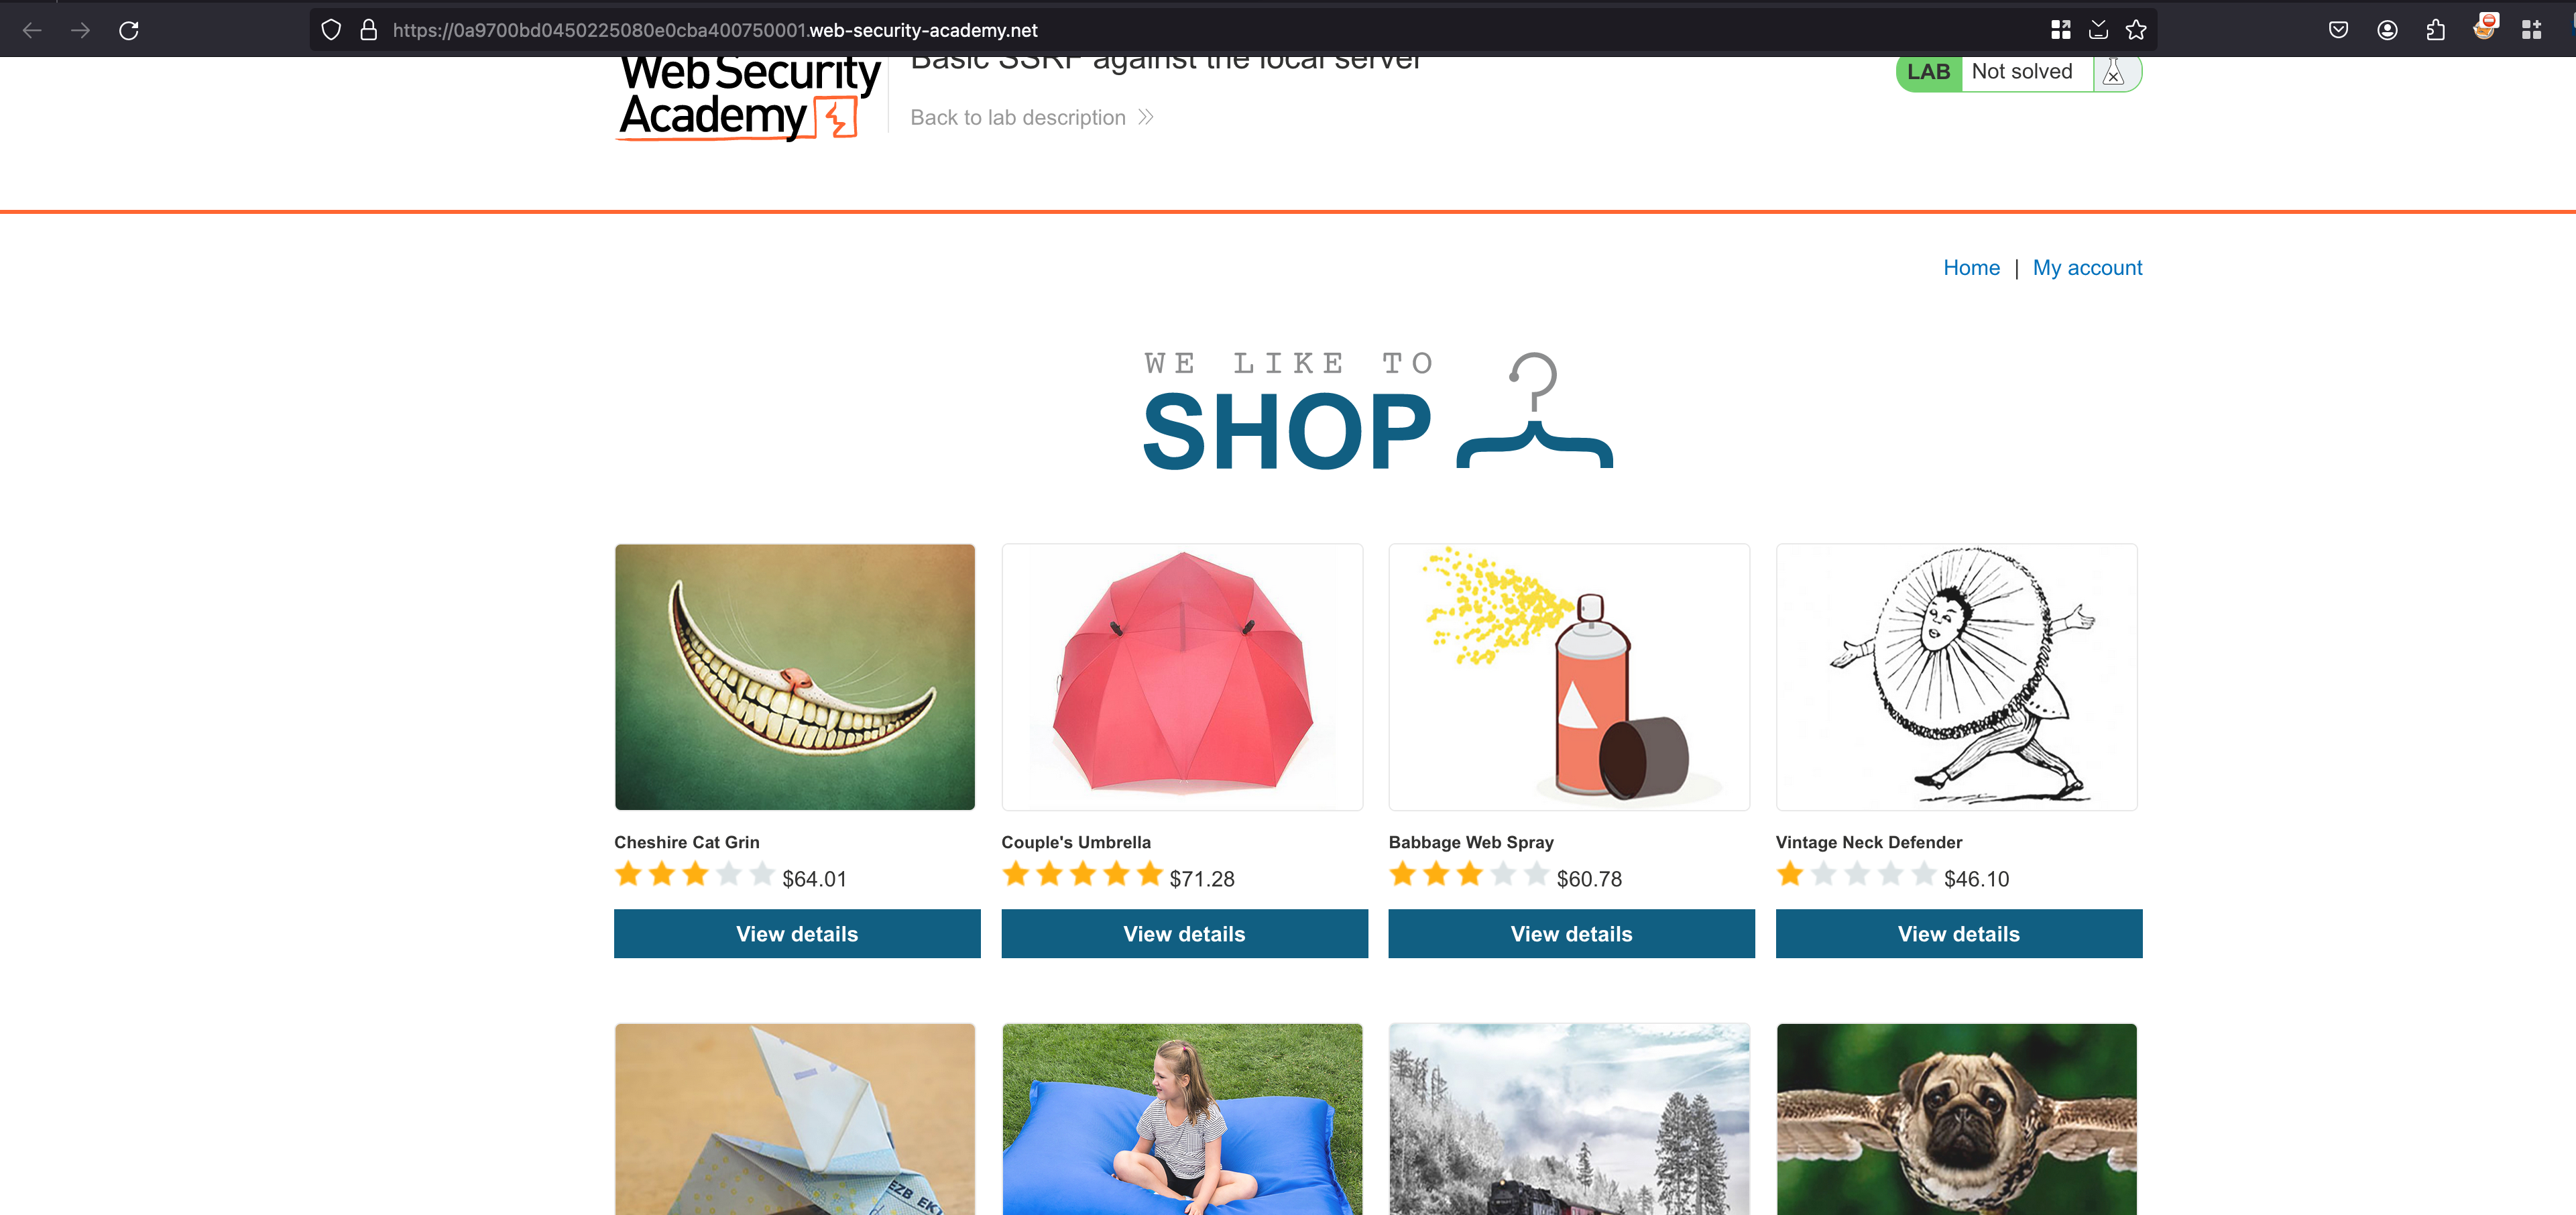 https://0a9700bd0450225080e0cba400750001.web-security-academy.net
Web Security
Academy
Basic SSRF against the local server
Back to lab description
LAB Not solved
Home | My account
WE LIKE TO
SHOP
Cheshire Cat Grin
$64.01
View details
Couple's Umbrella
$71.28
View details
Babbage Web Spray
$60.78
View details
Vintage Neck Defender
$46.10
View details
EZB EK